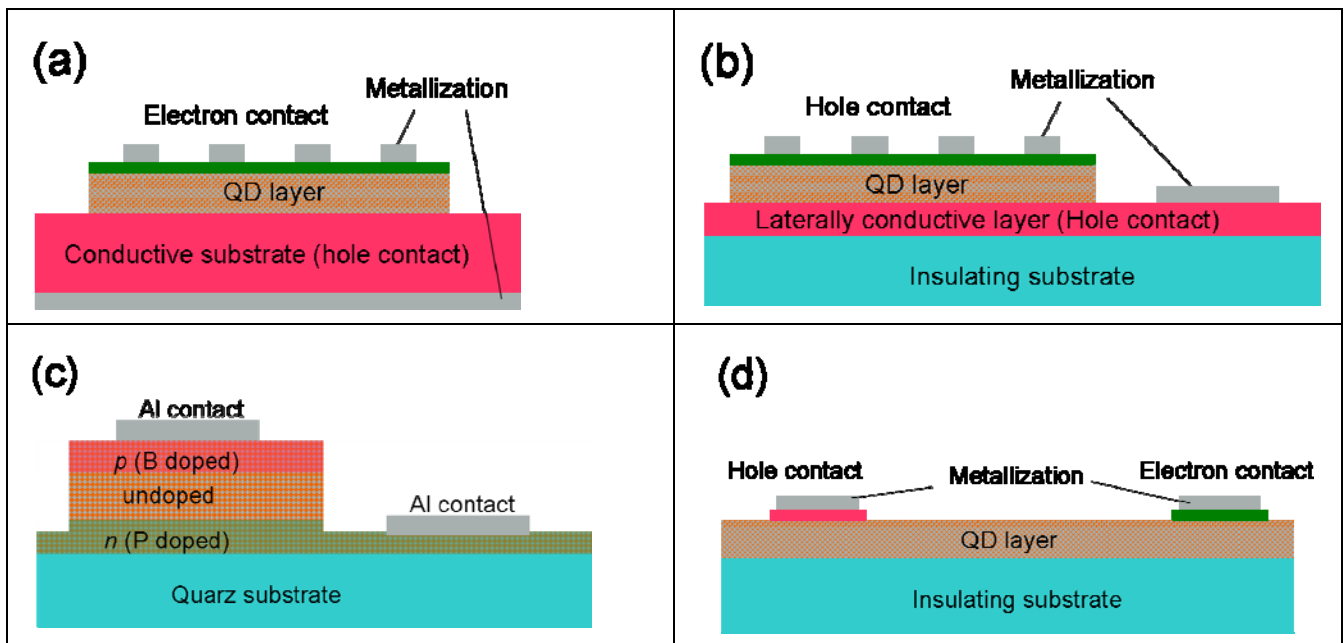 (a)
Metallization
Electron contact
QD layer
Conductive substrate (hole contact)
(b)
Metallization
Hole contact
QD layer
Laterally conductive layer (Hole contact)
Insulating substrate
(c)
Al contact
p (B doped)
undoped
Al contact
n (P doped)
Quarz substrate
(d)
Hole contact
Metallization
Electron contact
QD layer
Insulating substrate